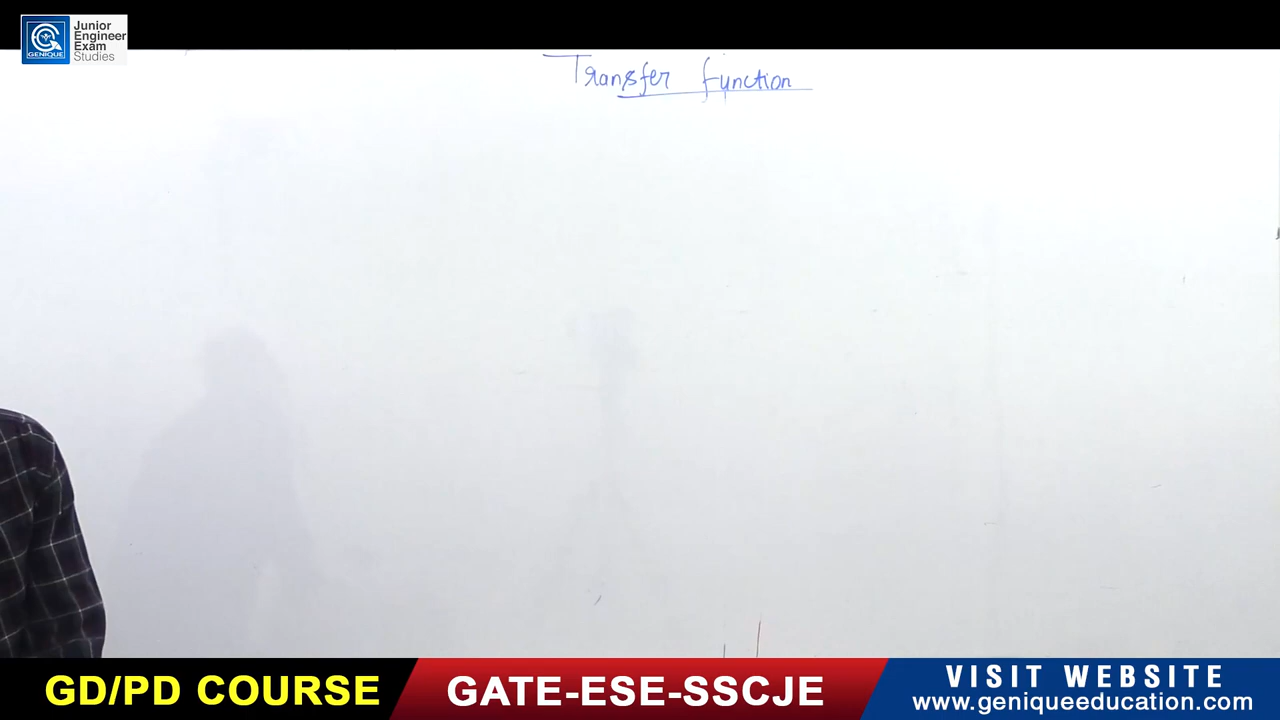 GENIQUE
Junior
Engineer
Exam
Studies
Transfer function
GD/PD COURSE
GATE-ESE-SSCJE
VISIT WEBSITE
www.geniqueeducation.com